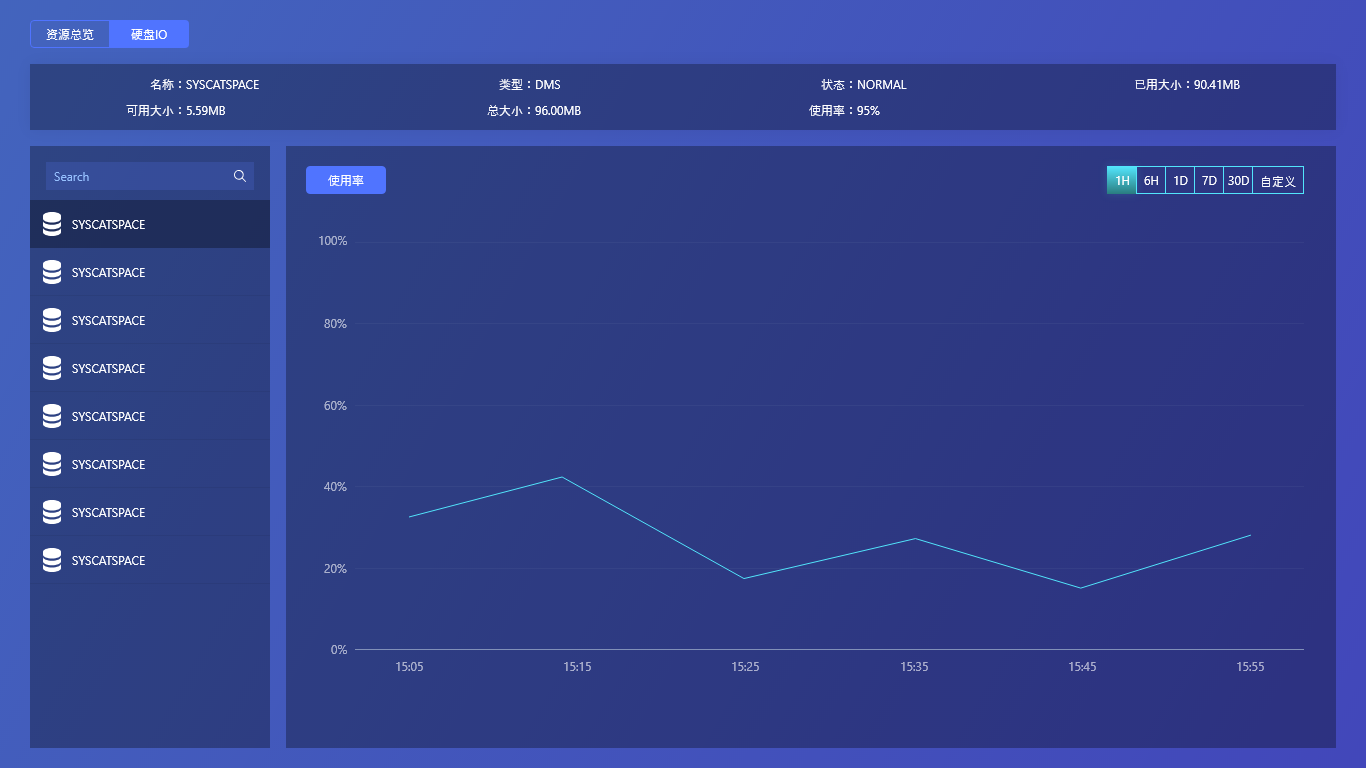 资源总览 硬盘IO
名称：SYSCATSPACE 类型：DMS 状态：NORMAL 已用大小：90.41MB
可用大小：5.59MB 总大小：96.00MB 使用率：95%
Search
SYSCATSPACE
SYSCATSPACE
SYSCATSPACE
SYSCATSPACE
SYSCATSPACE
SYSCATSPACE
SYSCATSPACE
SYSCATSPACE
使用率 1H 6H 1D 7D 30D 自定义
100%
80%
60%
40%
20%
0%
15:05 15:15 15:25 15:35 15:45 15:55